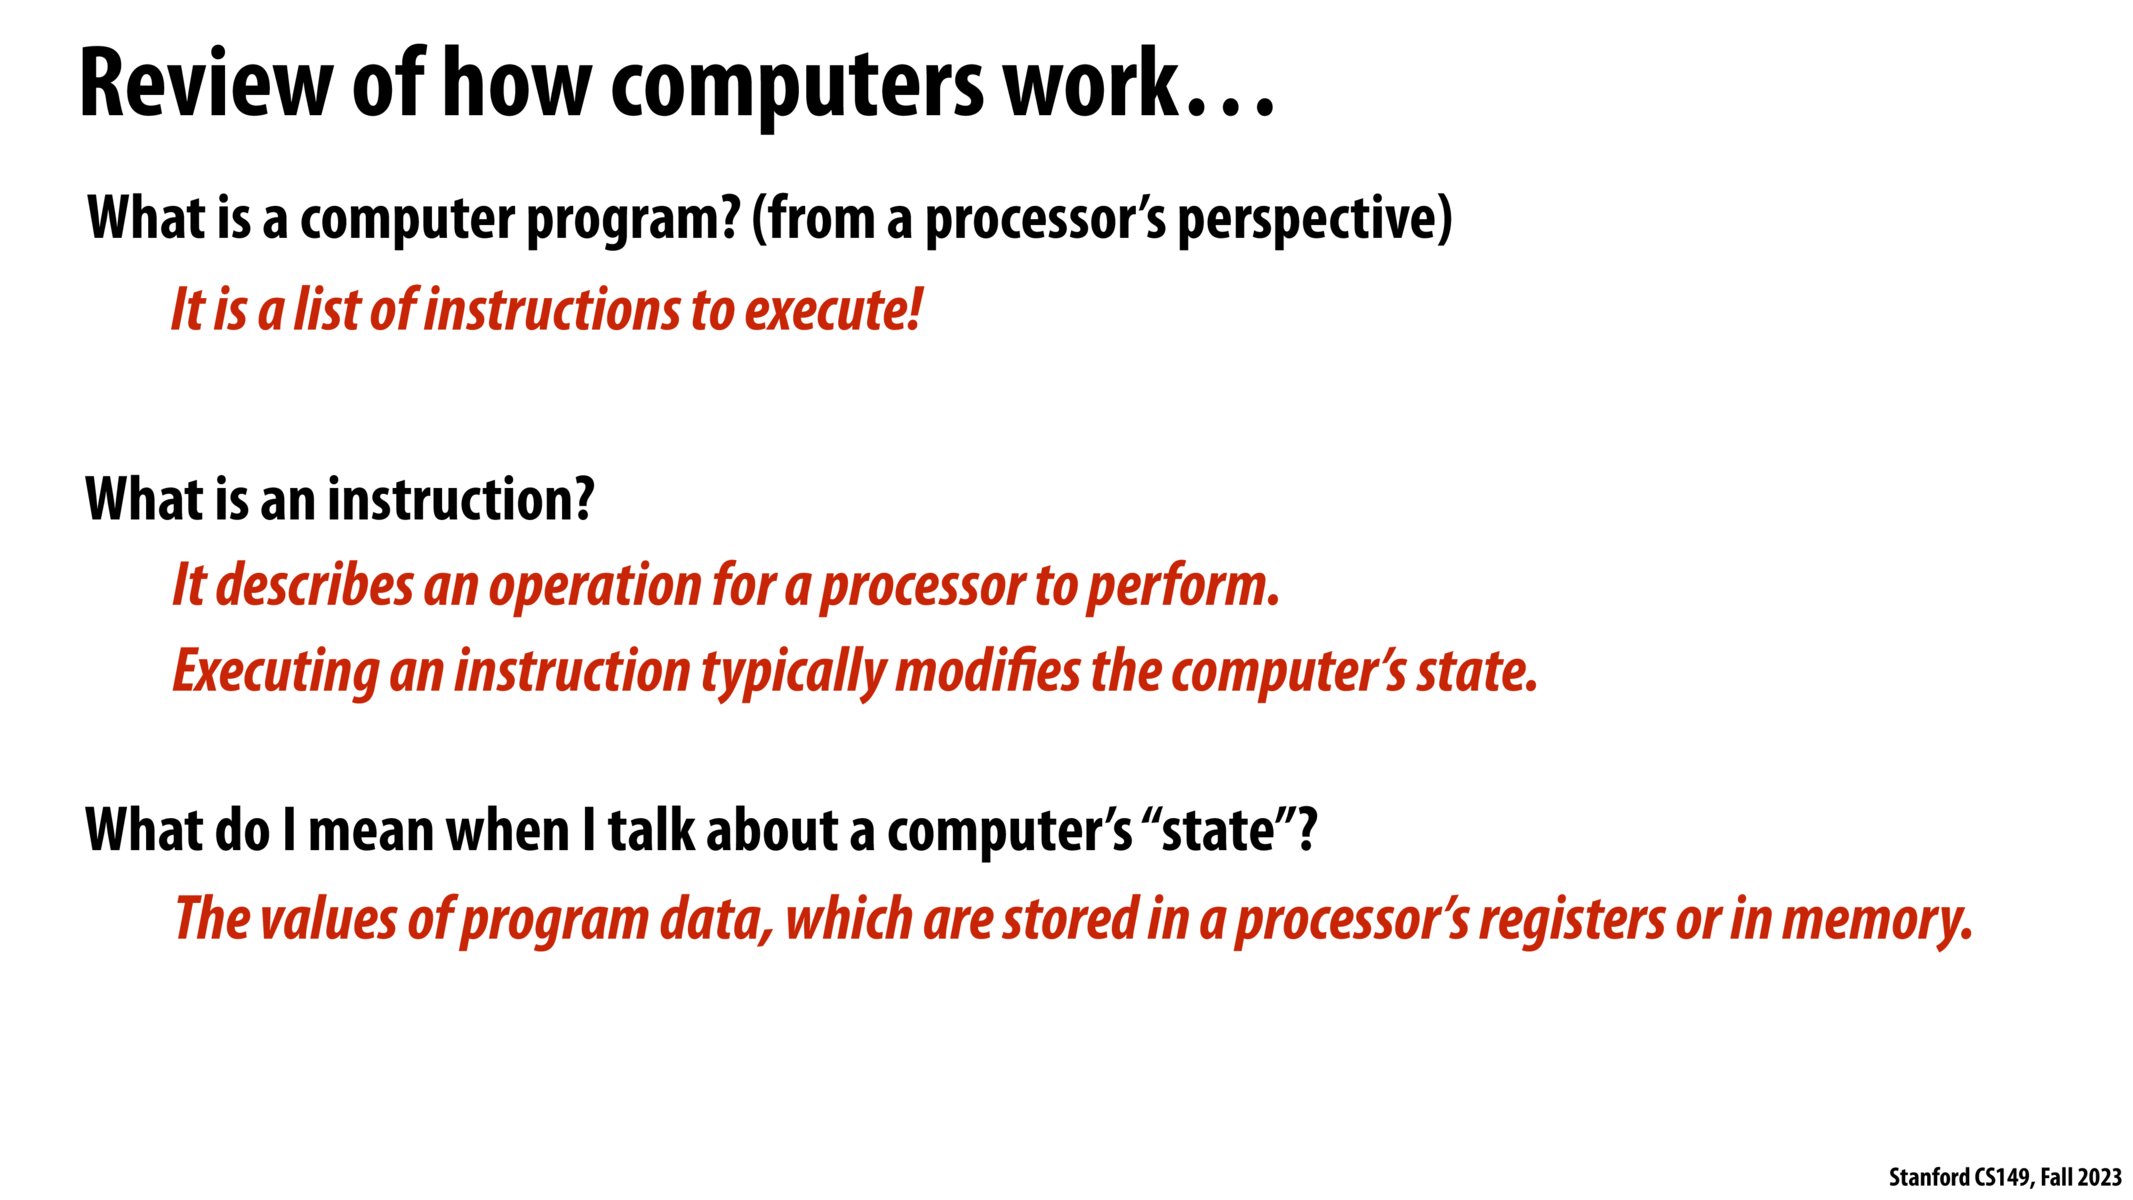 Review of how computers work…
What is a computer program? (from a processor’s perspective)
It is a list of instructions to execute!
What is an instruction?
It describes an operation for a processor to perform.
Executing an instruction typically modifies the computer’s state.
What do I mean when I talk about a computer’s “state”?
The values of program data, which are stored in a processor’s registers or in memory.
Stanford CS149, Fall 2023